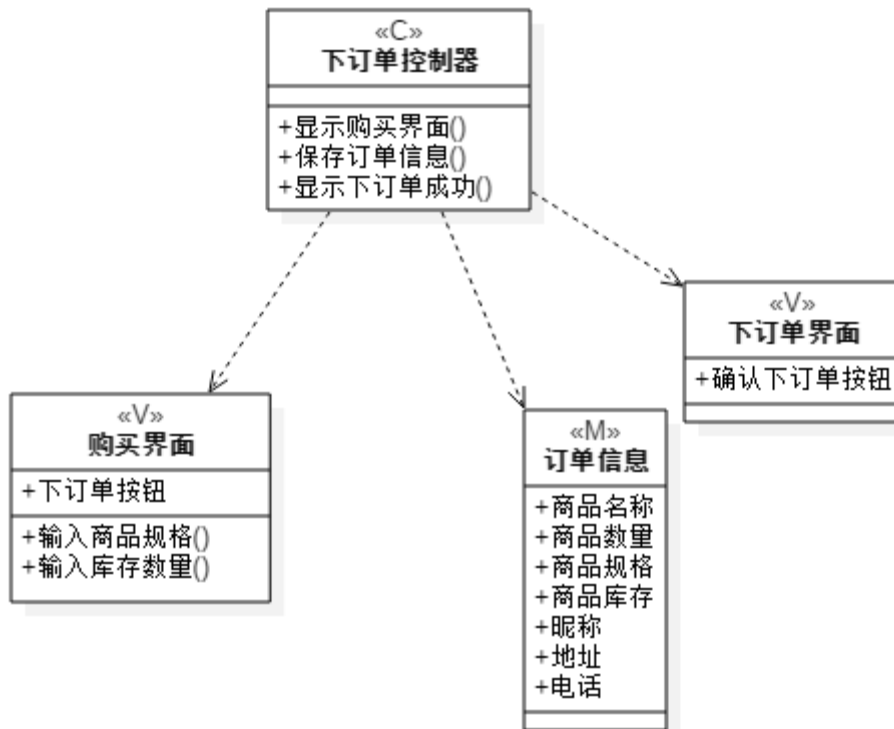 «C»
下订单控制器
+显示购买界面()
+保存订单信息()
+显示下订单成功()
«V»
下订单界面
+确认下订单按钮
«V»
购买界面
+下订单按钮
+输入商品规格()
+输入库存数量()
«M»
订单信息
+商品名称
+商品数量
+商品规格
+商品库存
+昵称
+地址
+电话